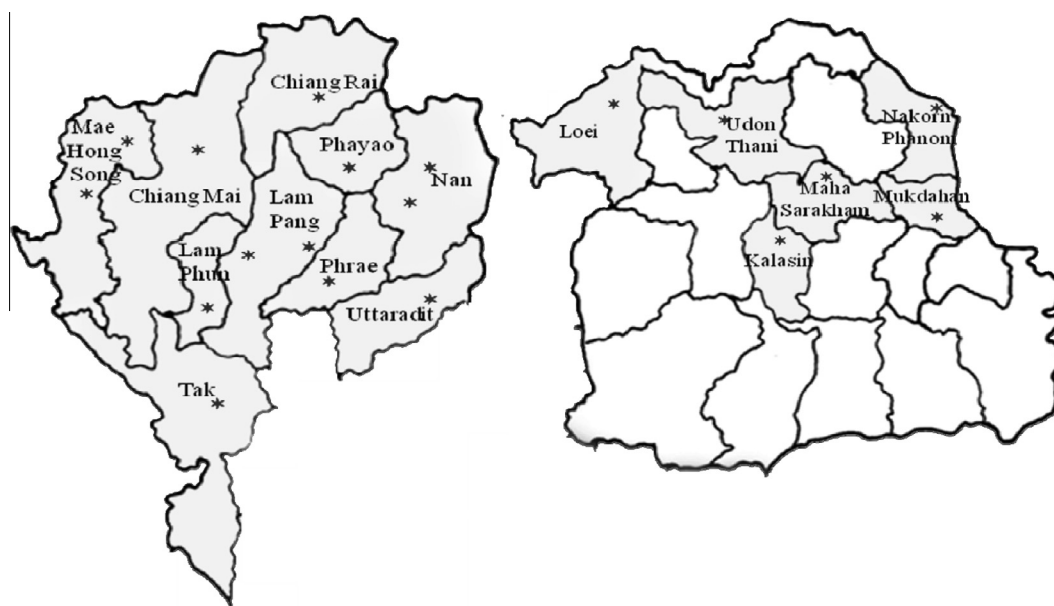 Chiang Rai
Mae
Hong
Song
Chiang Mai
Phayao
Nan
Lam
Pang
Lam
Phun
Phrae
Uttaradit
Tak
Loei
Udon
Thani
Nakorn
Phanom
Maha
Sarakham
Mukdahan
Kalasin